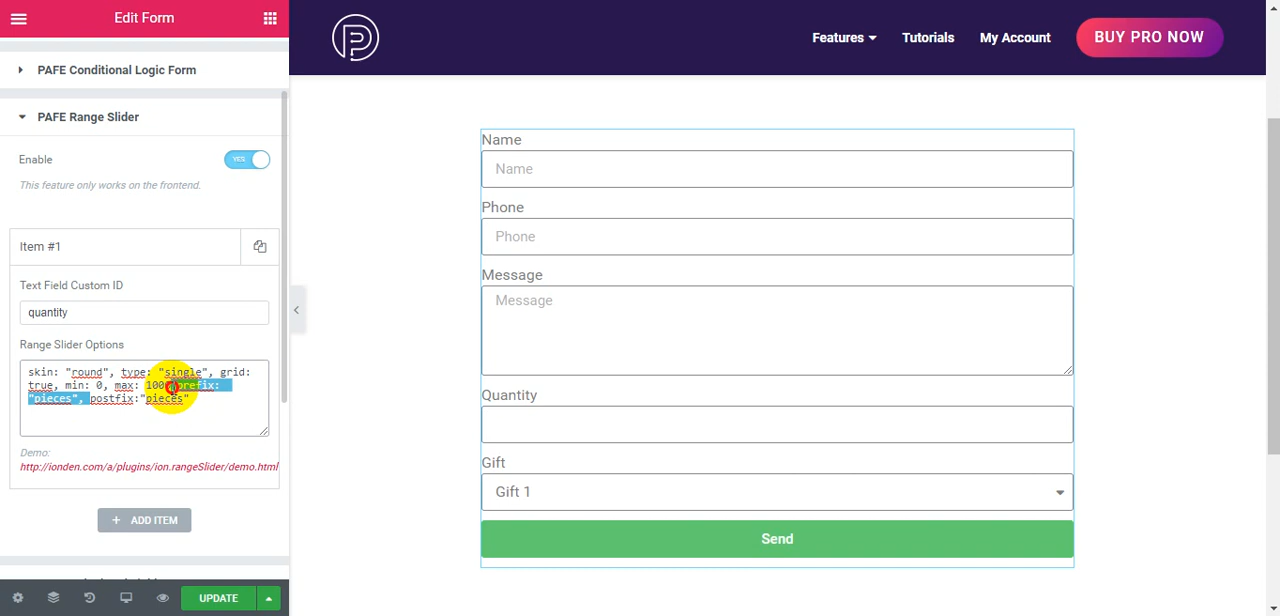 Edit Form
PAFE Conditional Logic Form
PAFE Range Slider
Enable
YES
This feature only works on the frontend.
Item #1
Text Field Custom ID
quantity
Range Slider Options
skin: "round", type: "single", grid:
true, min: 0, max: 100, prefix:
"pieces", postfix:"pieces"
Demo:
http://ionden.com/a/plugins/ion.rangeSlider/demo.html
+ ADD ITEM
UPDATE
P
Features
Tutorials
My Account
BUY PRO NOW
Name
Name
Phone
Phone
Message
Message
Quantity
Gift
Gift 1
Send